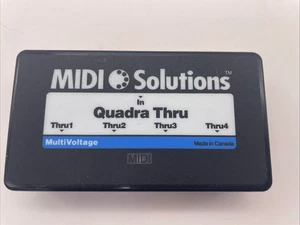 MIDI Solutions™
In
Quadra Thru
Thru1 Thru2 Thru3 Thru4
MultiVoltage Made in Canada
MIDI